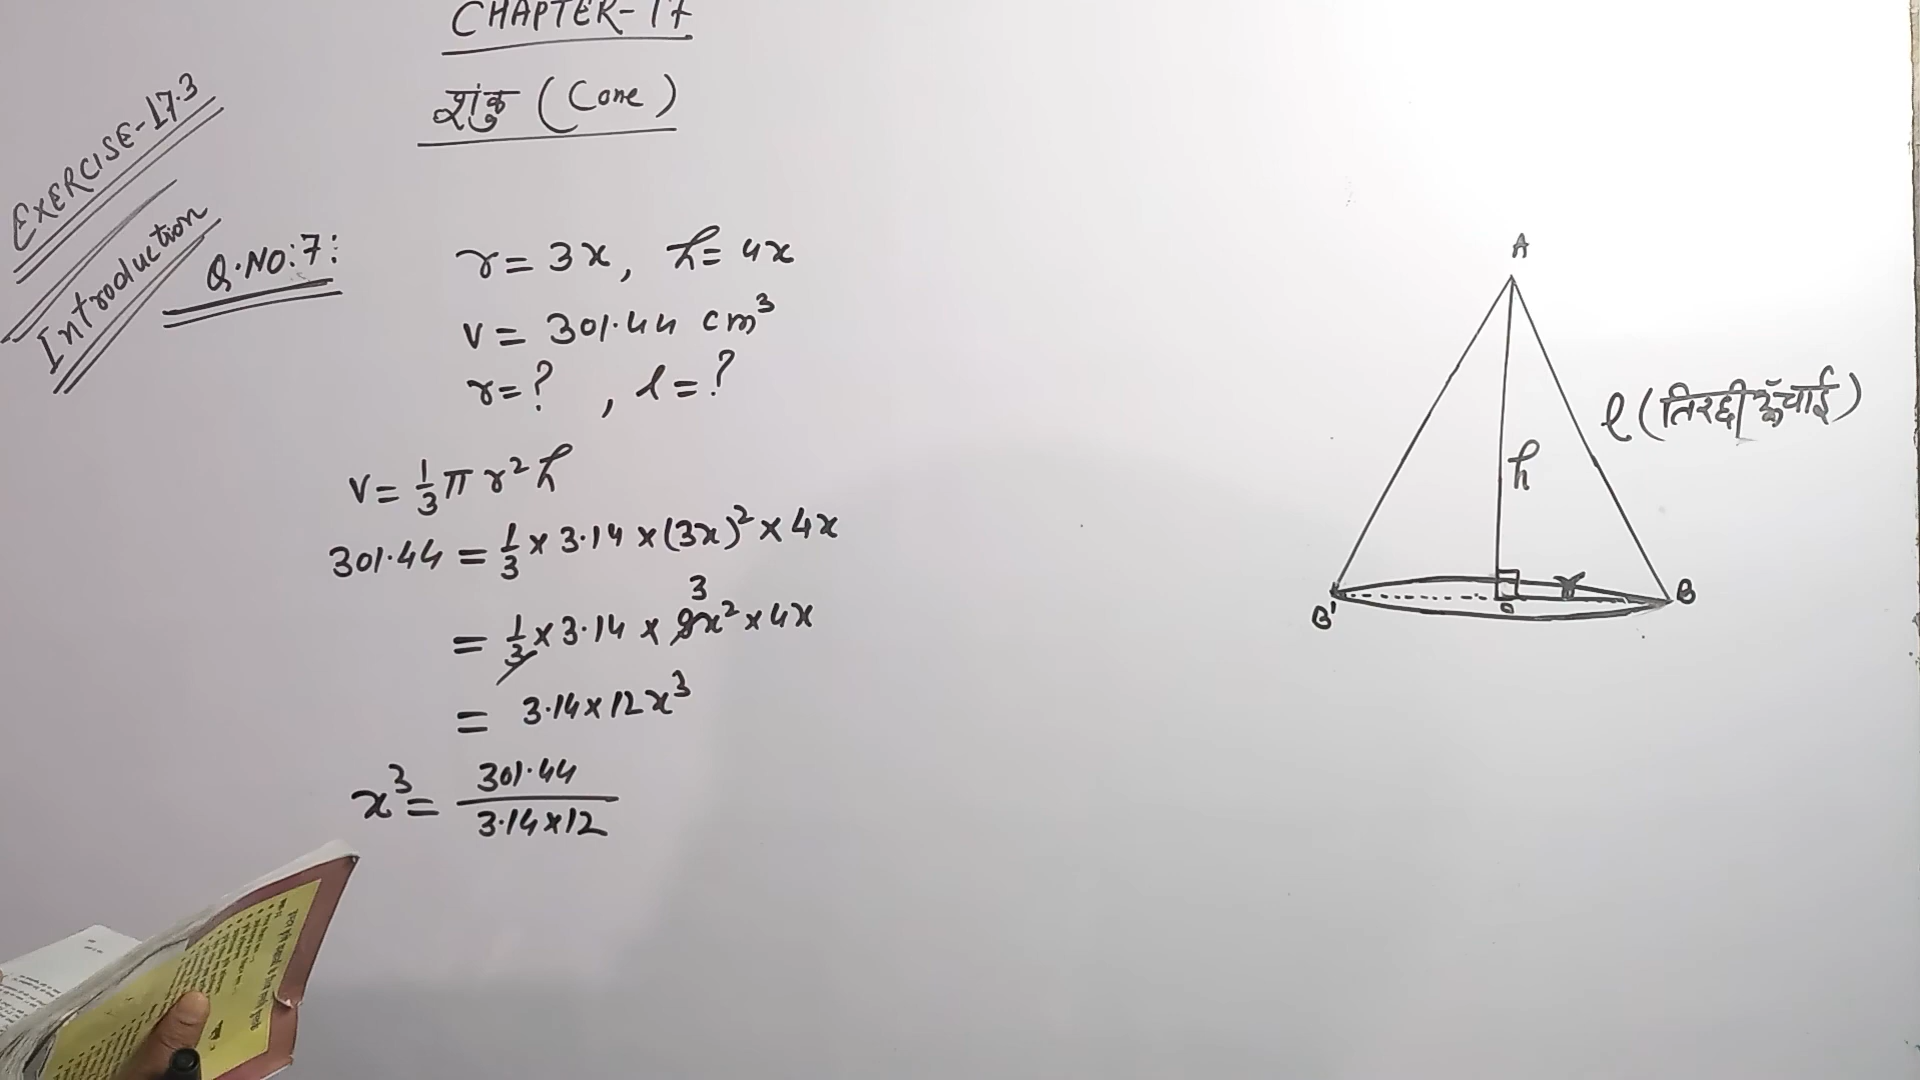 CHAPTER-17
शंकु (Cone)
EXERCISE-17.3
Introduction
Q.NO:7:
r = 3x, h = 4x
V = 301.44 cm³
r = ? , l = ?
V = 1/3 π r² h
301.44 = 1/3 × 3.14 × (3x)² × 4x
3
= 1/3 × 3.14 × 9x² × 4x
= 3.14 × 12x³
x³ = 301.44 / 3.14 × 12
A
l (तिरछी ऊँचाई)
h
r
B' O B